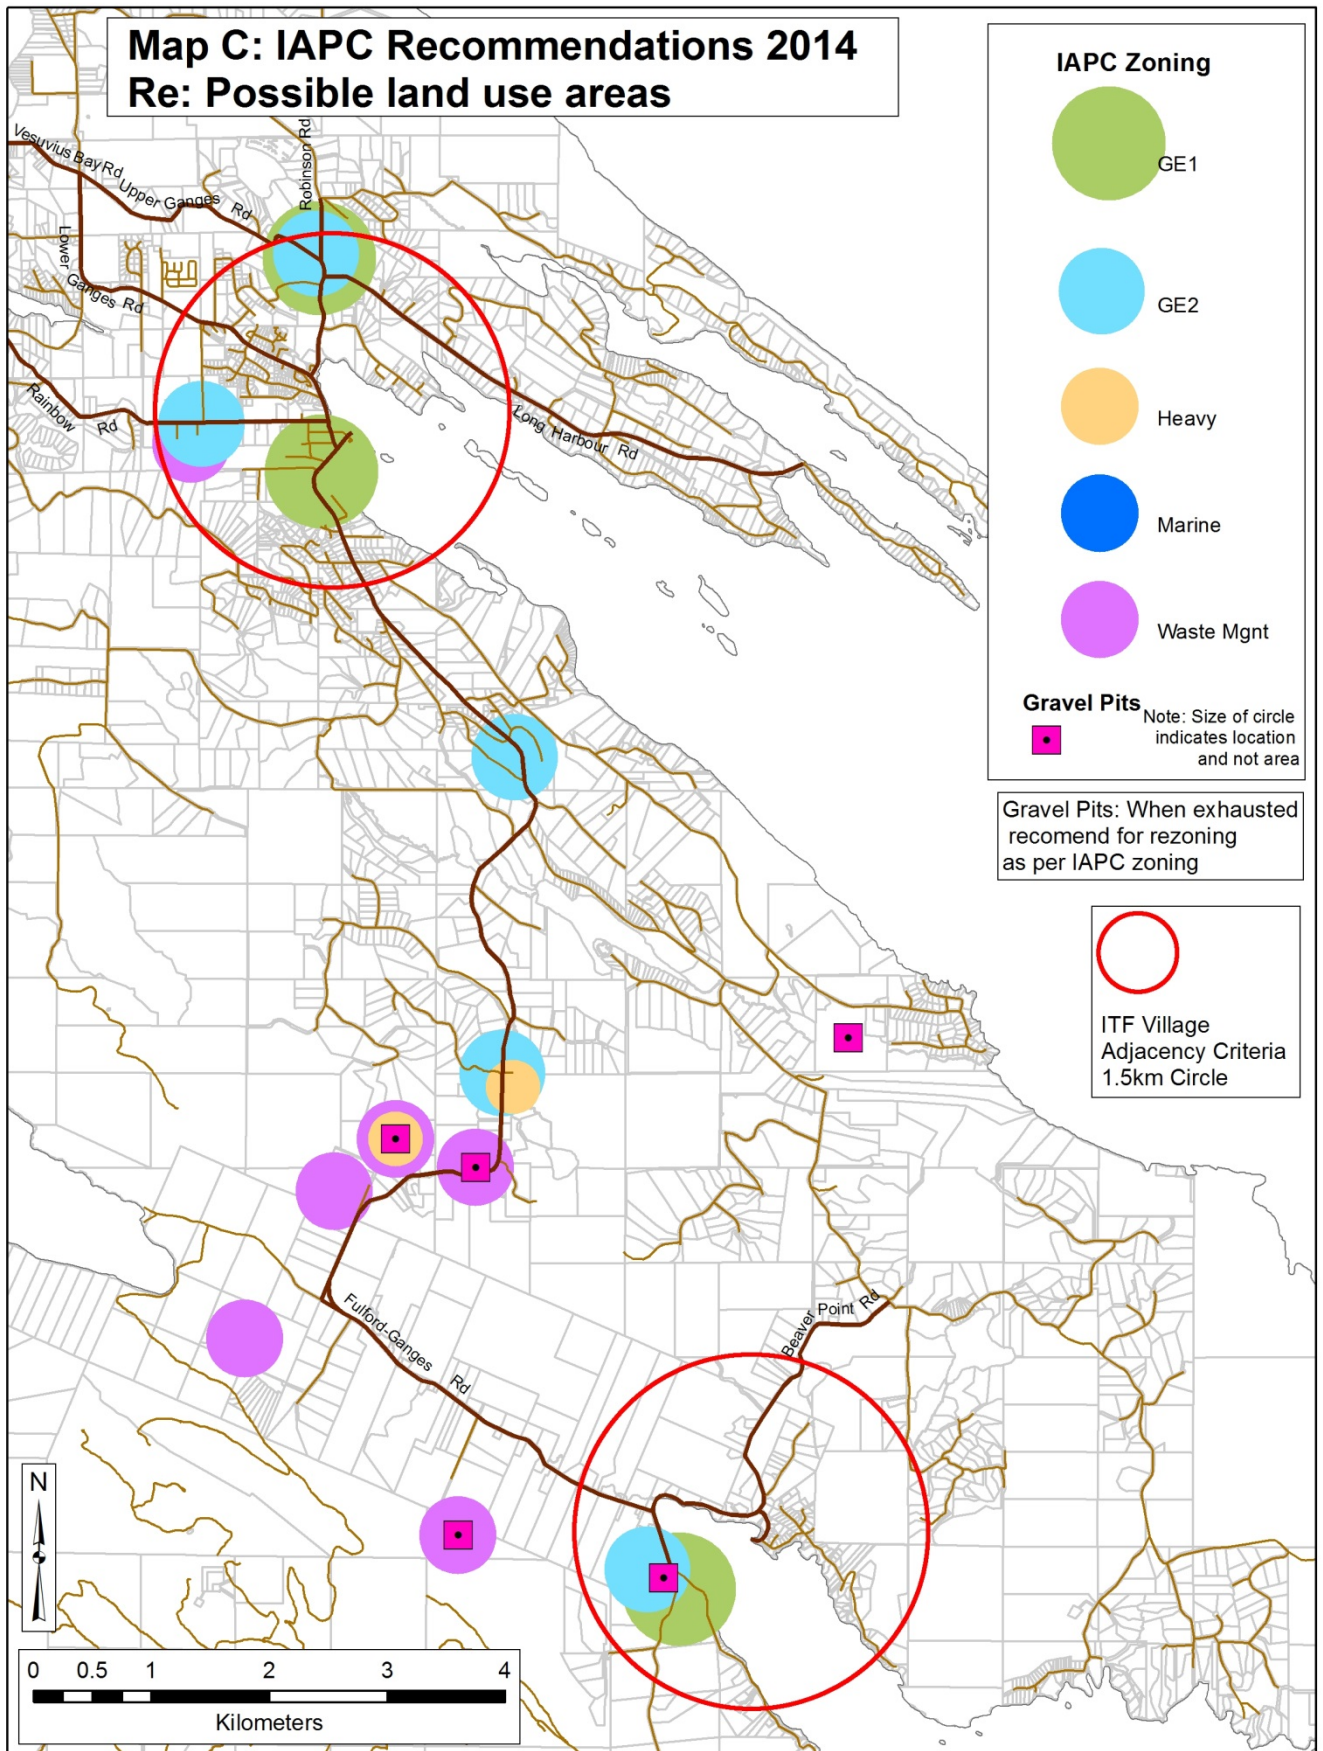 Map C: IAPC Recommendations 2014
Re: Possible land use areas
IAPC Zoning
GE1
GE2
Heavy
Marine
Waste Mgnt
Gravel Pits
Note: Size of circle
indicates location
and not area
Gravel Pits: When exhausted
recomend for rezoning
as per IAPC zoning
ITF Village
Adjacency Criteria
1.5km Circle
Vesuvius Bay Rd
Upper Ganges Rd
Robinson Rd
Lower Ganges Rd
Rainbow Rd
Long Harbour Rd
Beaver Point Rd
Fulford-Ganges Rd
N
0 0.5 1 2 3 4
Kilometers